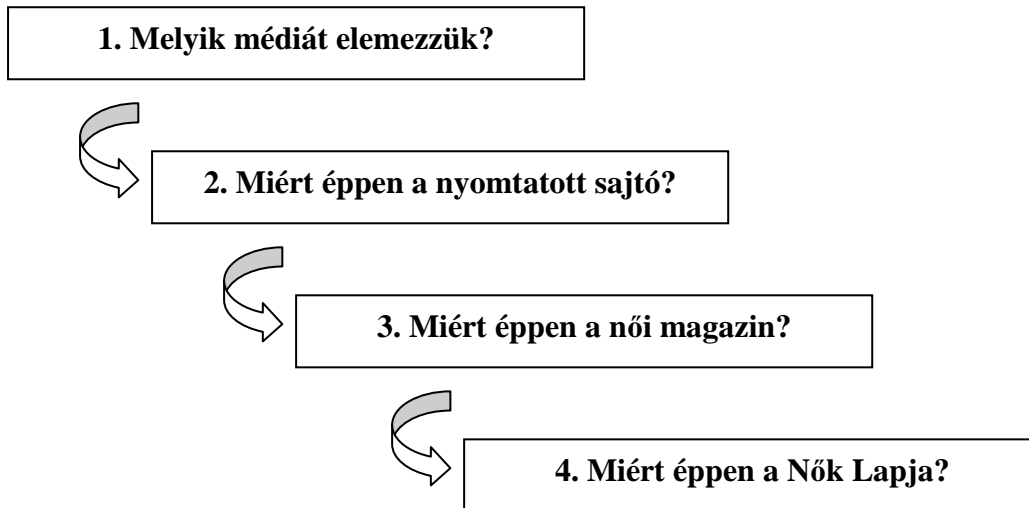 1. Melyik médiát elemezzük?
2. Miért éppen a nyomtatott sajtó?
3. Miért éppen a női magazin?
4. Miért éppen a Nők Lapja?